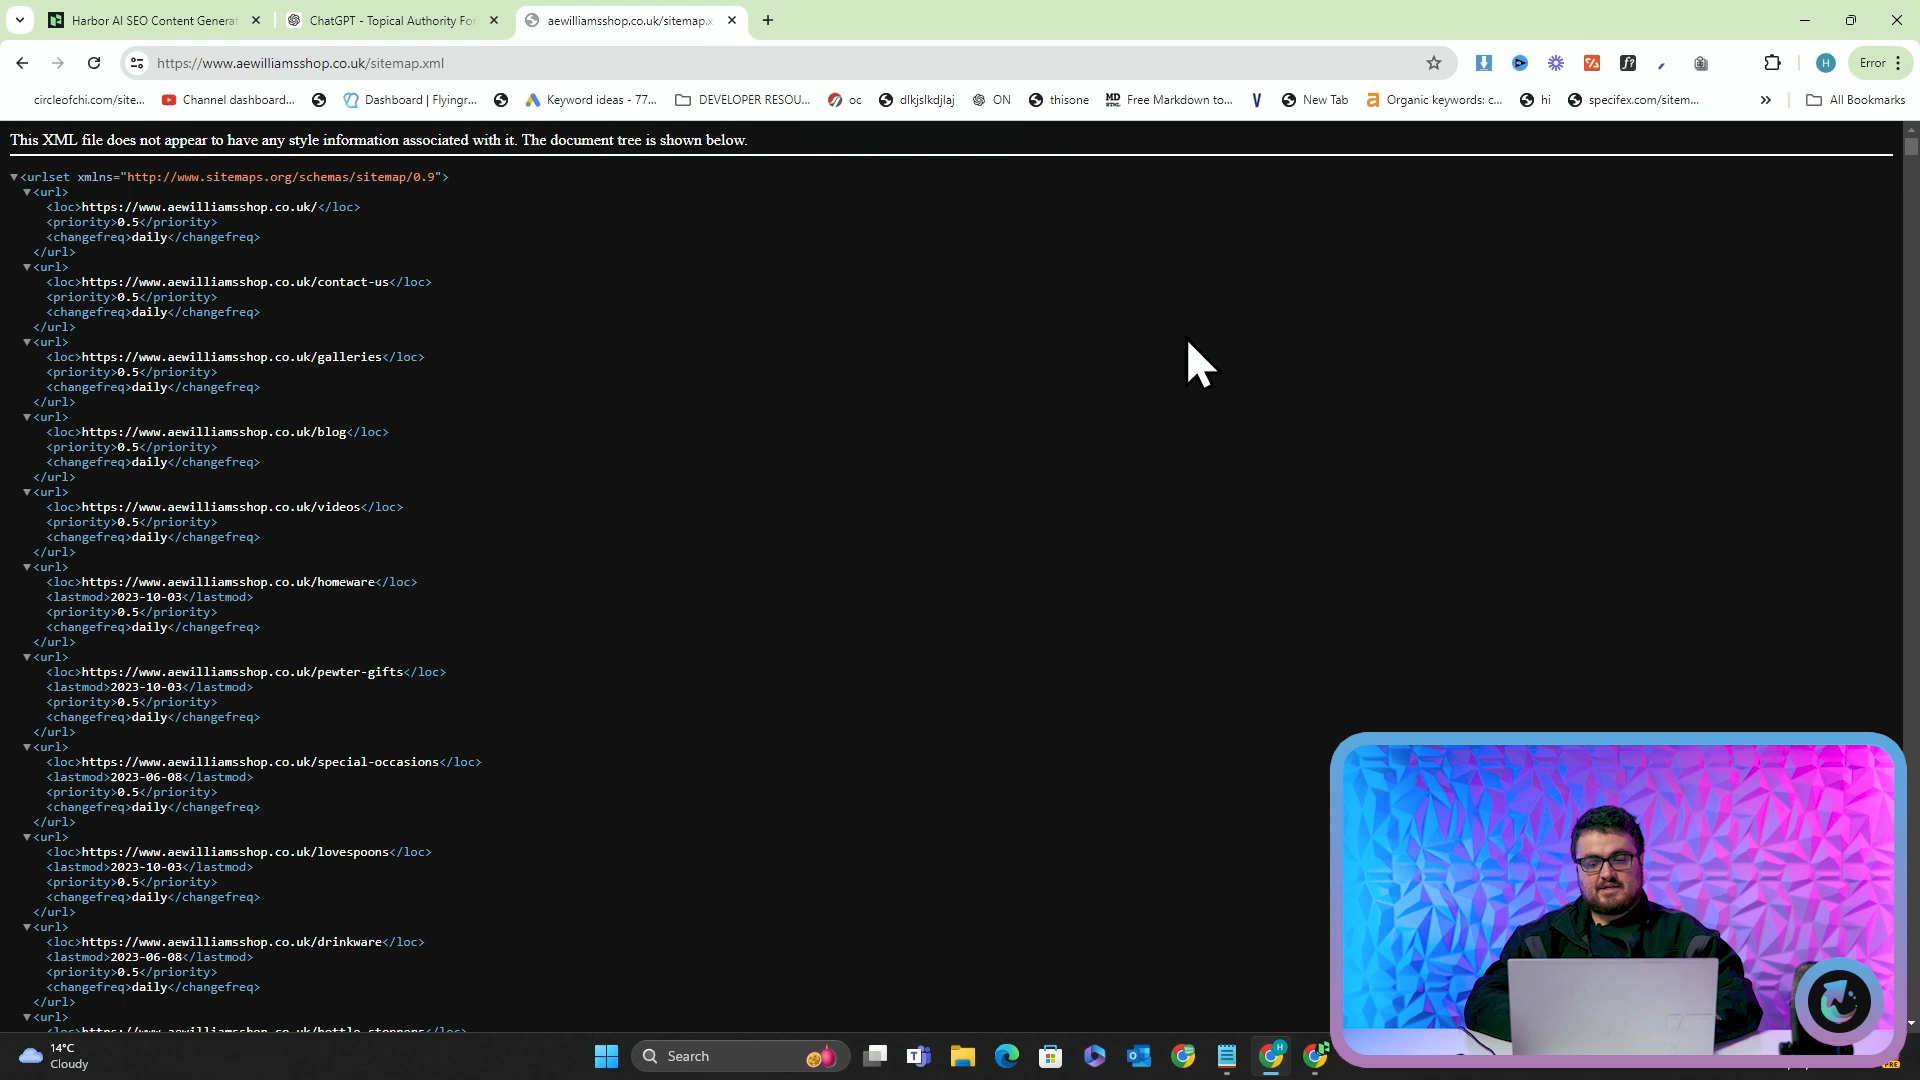 Harbor AI SEO Content Generat
ChatGPT - Topical Authority Fo
aewilliamsshop.co.uk/sitemap.x
https://www.aewilliamsshop.co.uk/sitemap.xml
H
Error
circleofchi.com/site...
Channel dashboard...
Dashboard | Flyingr...
Keyword ideas - 77...
DEVELOPER RESOU...
oc
dlkjslkdjlaj
ON
thisone
Free Markdown to...
V
New Tab
Organic keywords: c...
hi
specifex.com/sitem...
All Bookmarks
This XML file does not appear to have any style information associated with it. The document tree is shown below.
<urlset xmlns="http://www.sitemaps.org/schemas/sitemap/0.9">
<url>
<loc>https://www.aewilliamsshop.co.uk/</loc>
<priority>0.5</priority>
<changefreq>daily</changefreq>
</url>
<url>
<loc>https://www.aewilliamsshop.co.uk/contact-us</loc>
<priority>0.5</priority>
<changefreq>daily</changefreq>
</url>
<url>
<loc>https://www.aewilliamsshop.co.uk/galleries</loc>
<priority>0.5</priority>
<changefreq>daily</changefreq>
</url>
<url>
<loc>https://www.aewilliamsshop.co.uk/blog</loc>
<priority>0.5</priority>
<changefreq>daily</changefreq>
</url>
<url>
<loc>https://www.aewilliamsshop.co.uk/videos</loc>
<priority>0.5</priority>
<changefreq>daily</changefreq>
</url>
<url>
<loc>https://www.aewilliamsshop.co.uk/homeware</loc>
<lastmod>2023-10-03</lastmod>
<priority>0.5</priority>
<changefreq>daily</changefreq>
</url>
<url>
<loc>https://www.aewilliamsshop.co.uk/pewter-gifts</loc>
<lastmod>2023-10-03</lastmod>
<priority>0.5</priority>
<changefreq>daily</changefreq>
</url>
<url>
<loc>https://www.aewilliamsshop.co.uk/special-occasions</loc>
<lastmod>2023-06-08</lastmod>
<priority>0.5</priority>
<changefreq>daily</changefreq>
</url>
<url>
<loc>https://www.aewilliamsshop.co.uk/lovespoons</loc>
<lastmod>2023-10-03</lastmod>
<priority>0.5</priority>
<changefreq>daily</changefreq>
</url>
<url>
<loc>https://www.aewilliamsshop.co.uk/drinkware</loc>
<lastmod>2023-06-08</lastmod>
<priority>0.5</priority>
<changefreq>daily</changefreq>
</url>
<url>
<loc>https://www.aewilliamsshop.co.uk/bottle-stoppers</loc>
14°C
Cloudy
Search